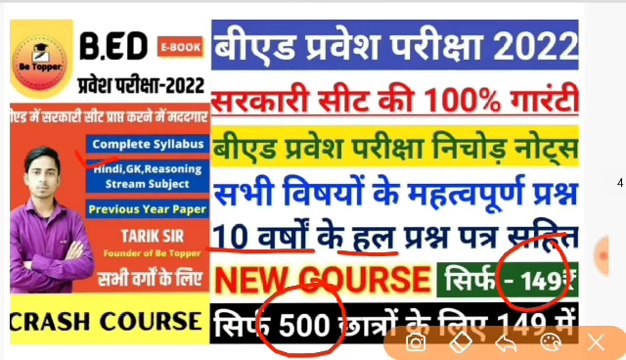 Be Topper
B.ED E-BOOK
प्रवेश परीक्षा-2022
बीएड में सरकारी सीट प्राप्त करने में मददगार
Complete Syllabus
Hindi,GK,Reasoning
Stream Subject
Previous Year Paper
TARIK SIR
Founder of Be Topper
सभी वर्गों के लिए
CRASH COURSE
बीएड प्रवेश परीक्षा 2022
सरकारी सीट की 100% गारंटी
बीएड प्रवेश परीक्षा निचोड़ नोट्स
सभी विषयों के महत्वपूर्ण प्रश्न
10 वर्षों के हल प्रश्न पत्र सहित
NEW COURSE सिर्फ - 149रें
सिर्फ 500 छात्रों के लिए 149 में
4